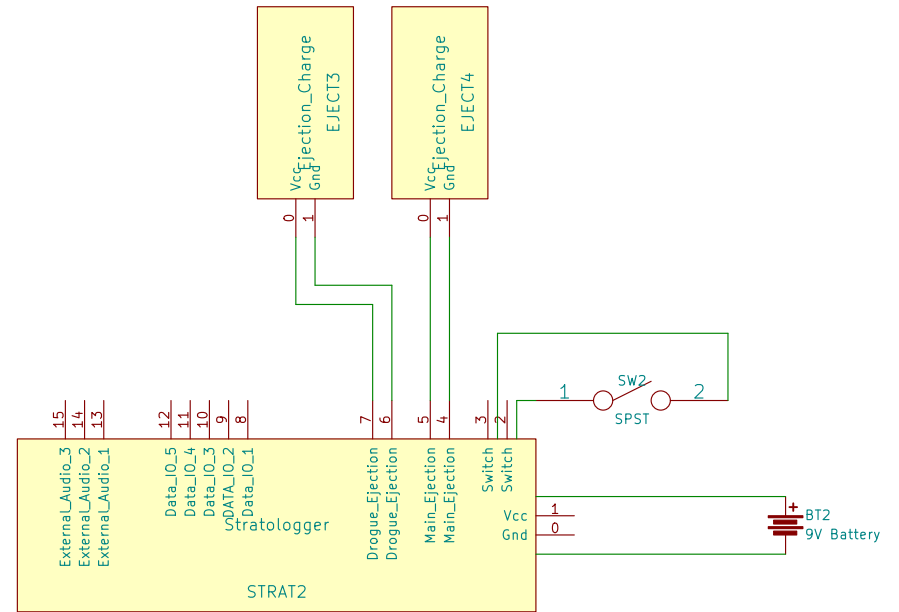 Ejection_Charge
EJECT3
Vcc
Gnd
0
1
Ejection_Charge
EJECT4
Vcc
Gnd
0
1
SW2
1
2
SPST
15
14
13
12
11
10
9
8
7
6
5
4
3
2
External_Audio_3
External_Audio_2
External_Audio_1
Data_IO_5
Data_IO_4
Data_IO_3
DATA_IO_2
Data_IO_1
Drogue_Ejection
Drogue_Ejection
Main_Ejection
Main_Ejection
Switch
Switch
Stratologger
Vcc
1
Gnd
0
+
BT2
9V Battery
STRAT2